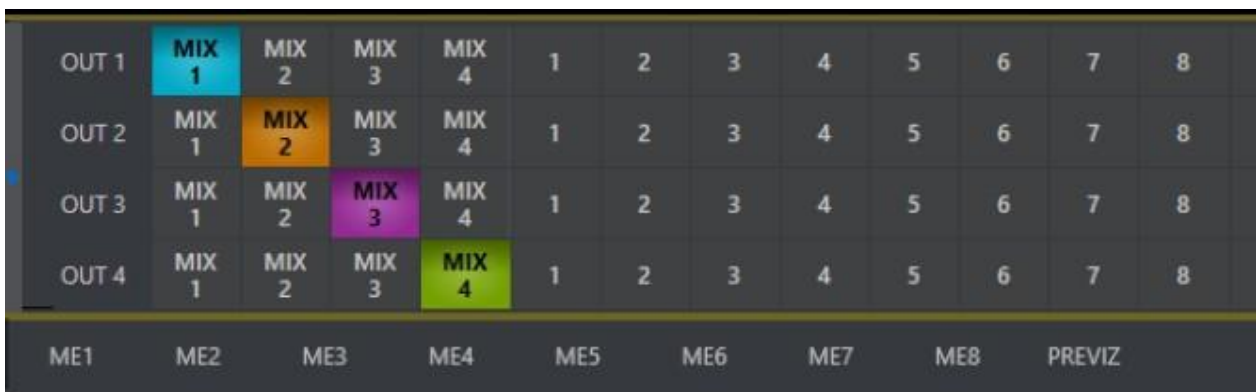 OUT 1 MIX 1 MIX 2 MIX 3 MIX 4 1 2 3 4 5 6 7 8
OUT 2 MIX 1 MIX 2 MIX 3 MIX 4 1 2 3 4 5 6 7 8
OUT 3 MIX 1 MIX 2 MIX 3 MIX 4 1 2 3 4 5 6 7 8
OUT 4 MIX 1 MIX 2 MIX 3 MIX 4 1 2 3 4 5 6 7 8
ME1 ME2 ME3 ME4 ME5 ME6 ME7 ME8 PREVIZ